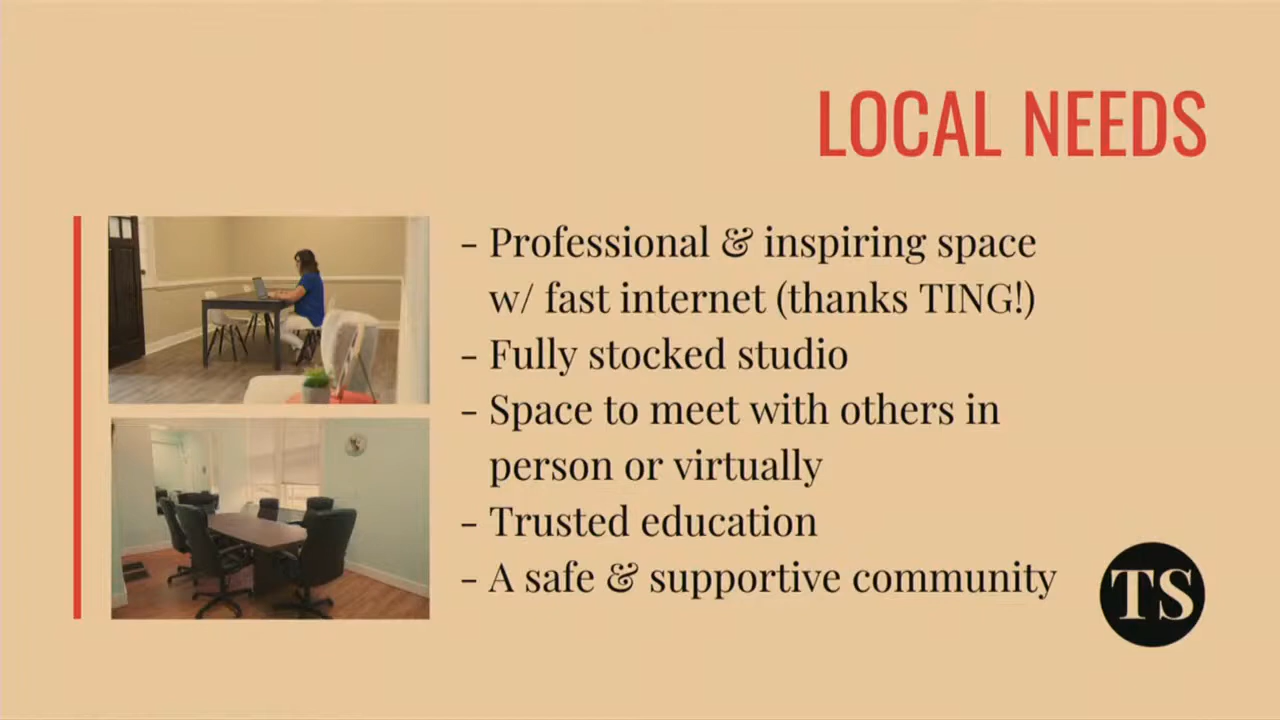 LOCAL NEEDS
- Professional & inspiring space
w/ fast internet (thanks TING!)
- Fully stocked studio
- Space to meet with others in
person or virtually
- Trusted education
- A safe & supportive community
TS